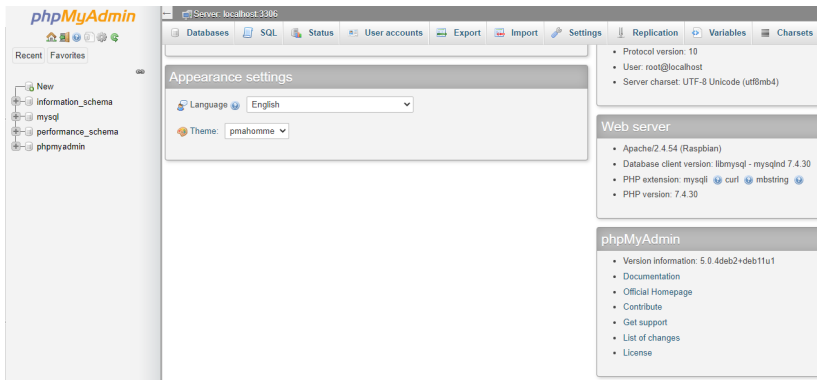 phpMyAdmin
Recent Favorites
New
information_schema
mysql
performance_schema
phpmyadmin
Server: localhost:3306
Databases SQL Status User accounts Export Import Settings Replication Variables Charsets
Appearance settings
Language English
Theme: pmahomme
Protocol version: 10
User: root@localhost
Server charset: UTF-8 Unicode (utf8mb4)
Web server
Apache/2.4.54 (Raspbian)
Database client version: libmysql - mysqlnd 7.4.30
PHP extension: mysqli curl mbstring
PHP version: 7.4.30
phpMyAdmin
Version information: 5.0.4deb2+deb11u1
Documentation
Official Homepage
Contribute
Get support
List of changes
License